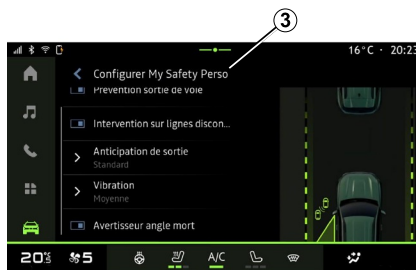 3
16°C · 20:23
Configurer My Safety Perso
Prévention sortie de voie
Intervention sur lignes discon...
Anticipation de sortie
Standard
Vibration
Moyenne
Avertisseur angle mort
20 5 A/C